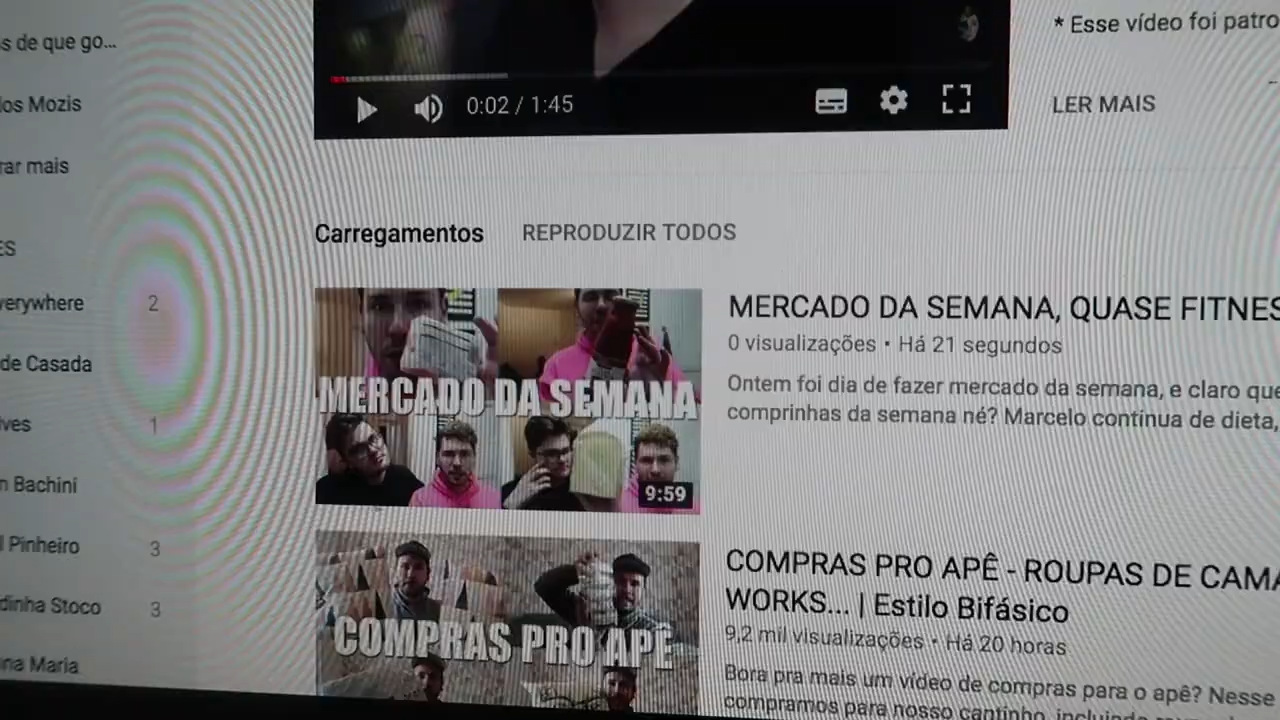 s de que go...
los Mozis
rar mais
ES
verywhere 2
de Casada
lves 1
n Bachini
l Pinheiro 3
dinha Stoco 3
na Maria
0:02 / 1:45
* Esse vídeo foi patro
LER MAIS
Carregamentos REPRODUZIR TODOS
MERCADO DA SEMANA
9:59
MERCADO DA SEMANA, QUASE FITNES
0 visualizações • Há 21 segundos
Ontem foi dia de fazer mercado da semana, e claro que
comprinhas da semana né? Marcelo continua de dieta,
COMPRAS PRO APÊ
COMPRAS PRO APÊ - ROUPAS DE CAMA
WORKS... | Estilo Bifásico
9,2 mil visualizações • Há 20 horas
Bora pra mais um vídeo de compras para o apê? Nesse
compramos para nosso cantinho, incluindo